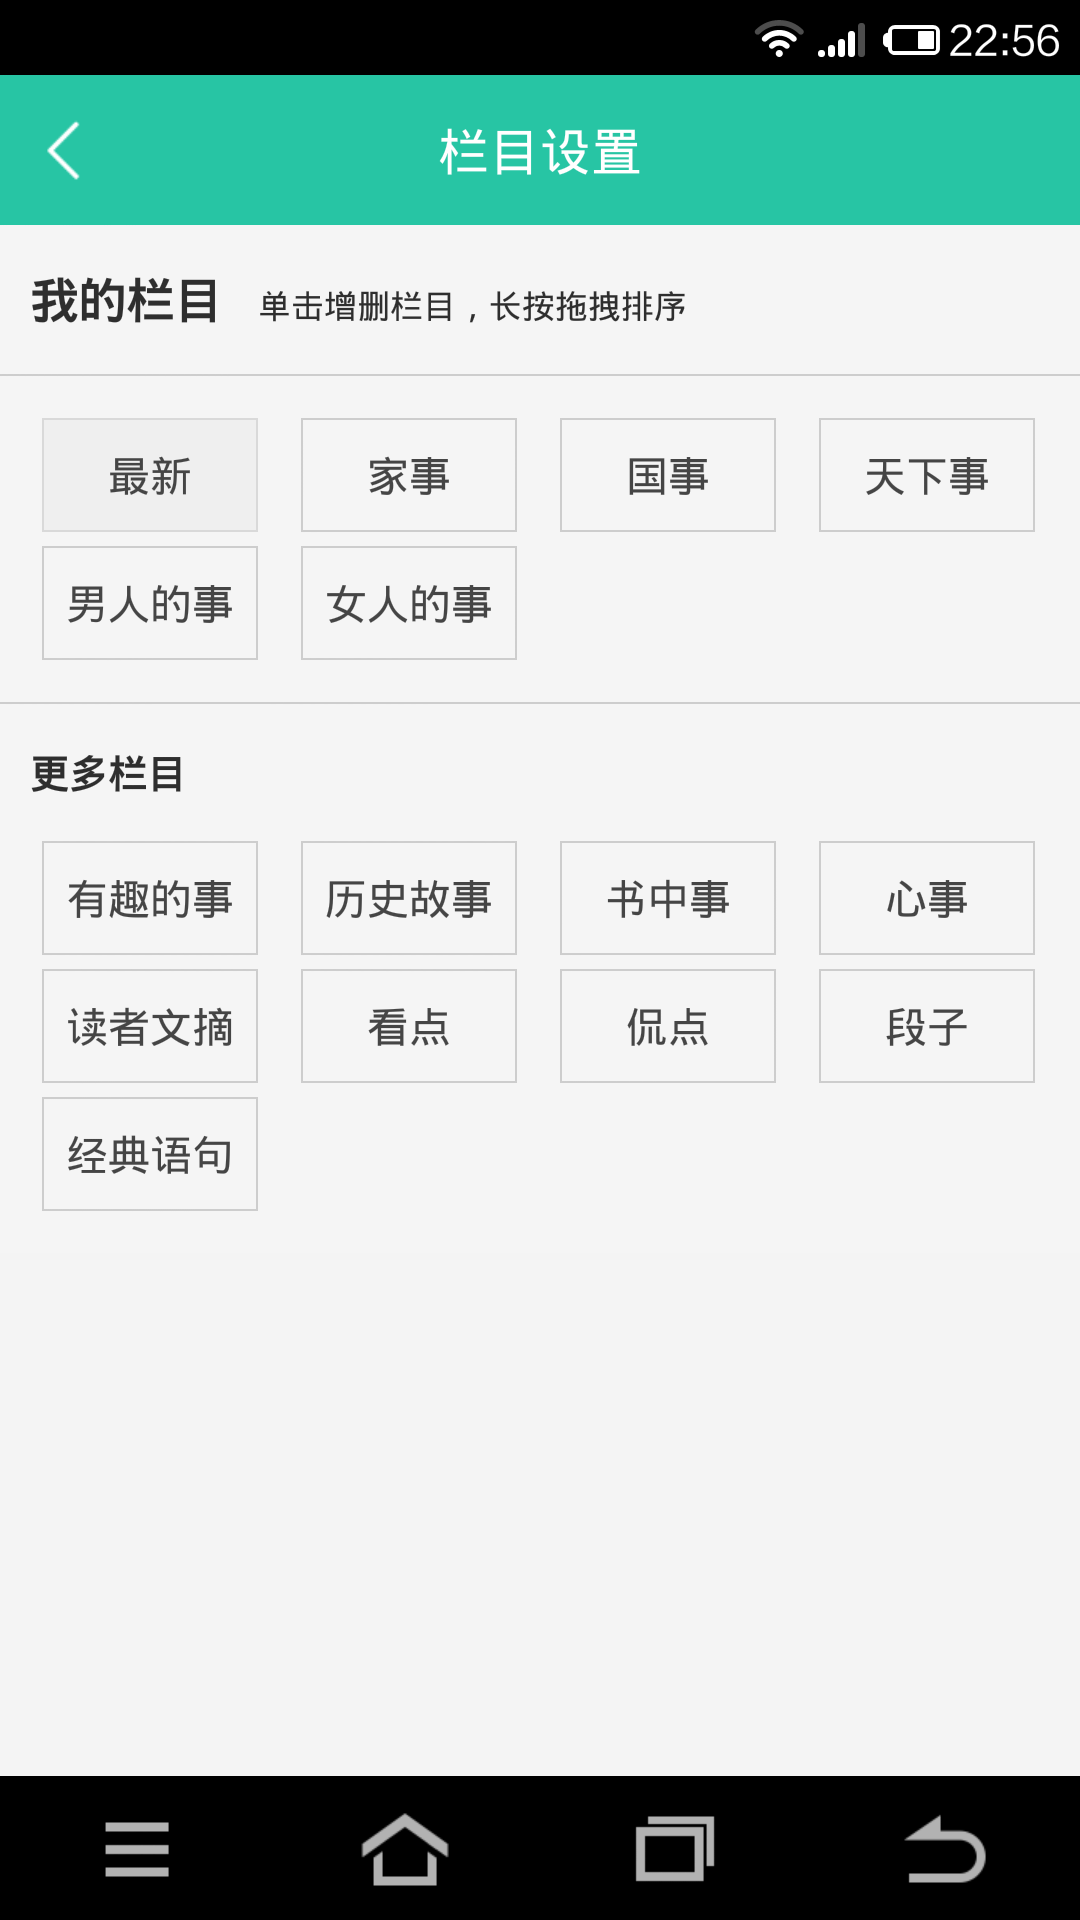 22:56
栏目设置
我的栏目 单击增删栏目，长按拖拽排序
最新 家事 国事 天下事
男人的事 女人的事
更多栏目
有趣的事 历史故事 书中事 心事
读者文摘 看点 侃点 段子
经典语句